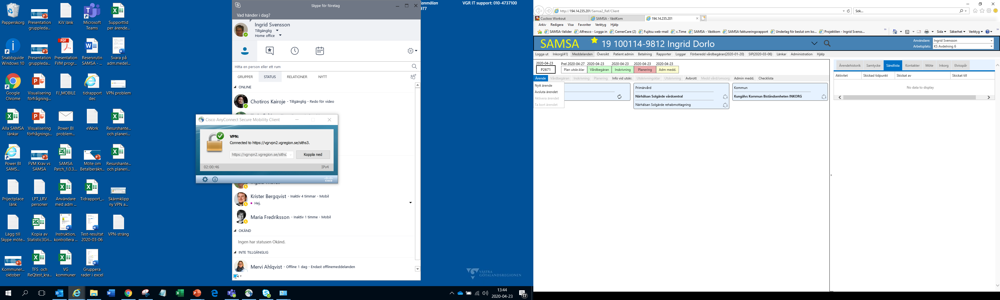 Papperskorg
Presentation
gruppleda...
KiV länk
Microsoft
Teams
Supporttid
per ärende...
Snabbguide
Windows 10
Presentation
gruppleda...
Presentation
FVM progr...
Reservrutin
SAMSA - ...
Svara på
adm.medel...
Google
Chrome
Visualisering
förfrågning...
FJ_MOBILE
tidrapport
dec
VPN problem
Alla SAMSA
länkar
Visualisering
förfrågnings...
Power BI
problem...
eWork
Resurshante...
och planeri...
Power BI
SAMS...
FVM Krav vs
SAMSA
SAMSA
Patch_1.0.3....
Möte om
Betalberäkn...
Resurshante...
och planeri...
Prijectplace
länk
LPT_LRV
personer
Användare
med adm ...
Tidrapport_...
Skärmklipp
ny VPN a...
Lägg till
Skype möte...
Kopia av
Statistic3Gri...
Instruktion,
kontrollera ...
Test-resultat
2020-03-06
VPN-sträng
Kommuner...
oktober
TFS och
ReQtest_kra...
VG
kommuner
Gruppera
rader i excel
Skype för företag
Vad händer i dag?
Ingrid Svensson
Tillgänglig
Home office
Hitta en person eller ett rum
GRUPPER STATUS RELATIONER NYTT
ONLINE
Chotiros Kairoje - Tillgänglig - Redo för video
Cisco AnyConnect Secure Mobility Client
VPN:
Connected to https://vgrvpn2.vgregion.se/siths3.
https://vgrvpn2.vgregion.se/siths3
Koppla ned
02:00:46 IPv4
CISCO
Krister Bergqvist - Inaktiv 4 timmar - Mobil
Hej.
Maria Fredriksson - Inaktiv 1 timme - Mobil
OKÄND
Ingen har statusen Okänd.
INTE TILLGÄNGLIG
Mervi Ahlqvist - Offline 1 dag - Endast offlinemeddelanden
lanmälan
977
VGR IT support: 010-4737100
VÄSTRA
GÖTALANDSREGIONEN
13:44
2020-04-23
17
http://194.14.235.201/Samsa2_Ref/Client
Sök...
Cuckoo Workout SAMSA - VästKom 194.14.235.201
Arkiv Redigera Visa Favoriter Verktyg Hjälp
SAMSA-Valider Alfresco - Logga in CernerCare (2) Fujitsu web-mail c.Time SAMSA - Västkom SAMSA faktureringsrapport Underlag för beslut om ko... Projektilen - Ingrid Svenss... Sida Säkerhet Verktyg
SAMSA 19 100114-9812 Ingrid Dorlo
Användare: Ingrid Svensson
Arbetsplats: KS Avdelning 6
Logga ut Inkorg(41) Meddelanden Översikt Patient admin Betalning Rapporter Loggar Förberedd vårdbegäran(2020-01-20) SIP(2020-03-06) Länkar Administration Hjälp
2020-04-23 Prel 2020-04-27 2020-04-23 2020-04-23 2020-04-23 2020-04-23
P2671 Plan utskr.klar Vårdbegäran Inskrivning Planering Adm medd.
Ärende Vårdbegäran Inskrivning Planering Info vid utskr. Utskrivningsklar Utskrivning Avbrott Medd vård/omsorg Admin medd. Checklista
Nytt ärende
Avsluta ärendet
Aktivera ärendet
Ta bort ärendet
Primärvård
Närhälsan Solgärde vårdcentral
Närhälsan Solgärde rehabmottagning
Kommun
Kungälvs Kommun Biståndsenheten INKORG
Ärendehistorik Samtycke Sändlista Kontakter Möte Inkorg Elvisspår
Aktivitet Skickad tidpunkt Skickat av Skickat till
No data to display